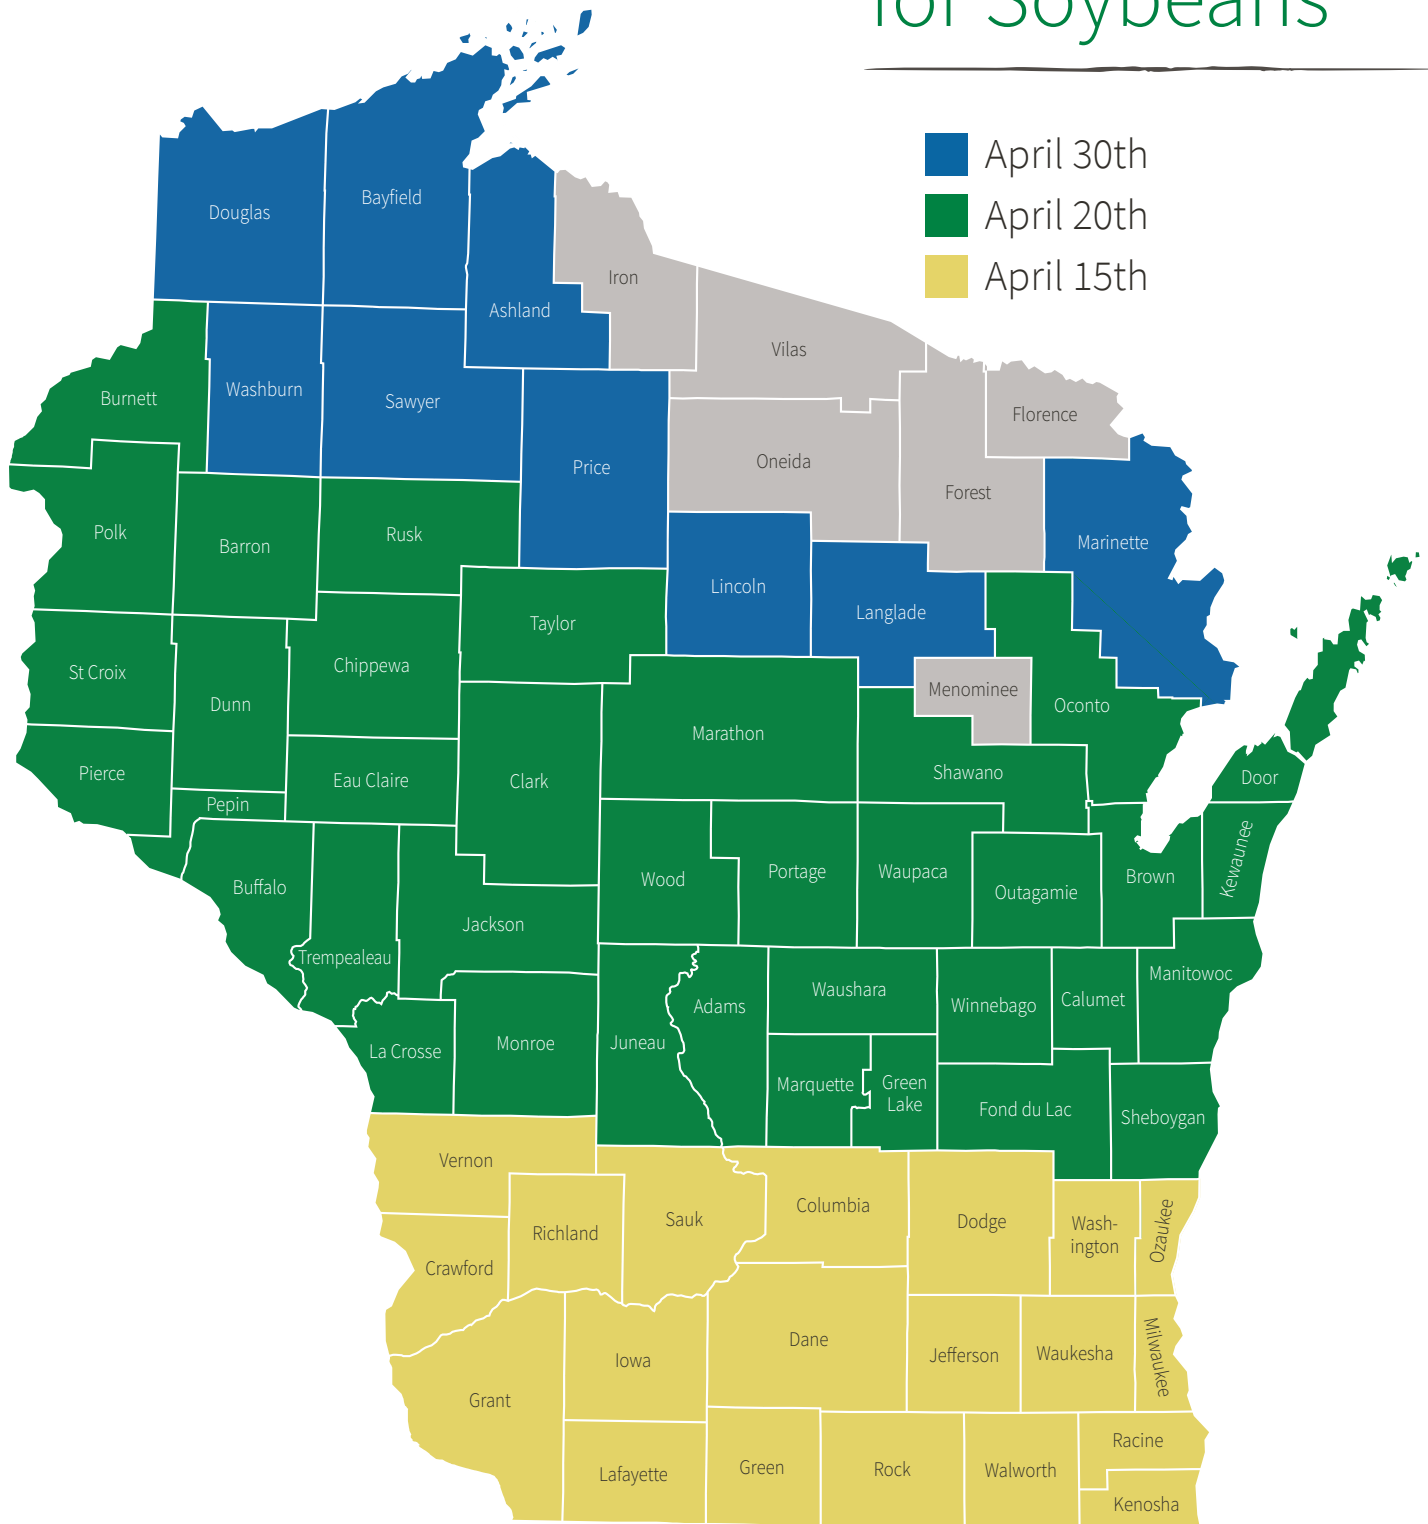 for Soybeans
April 30th
April 20th
April 15th
Douglas
Bayfield
Ashland
Iron
Vilas
Burnett
Washburn
Sawyer
Price
Oneida
Forest
Florence
Marinette
Polk
Barron
Rusk
Lincoln
Langlade
Taylor
St Croix
Dunn
Chippewa
Marathon
Menominee
Oconto
Pierce
Pepin
Eau Claire
Clark
Shawano
Door
Buffalo
Trempealeau
Jackson
Wood
Portage
Waupaca
Outagamie
Brown
Kewaunee
La Crosse
Monroe
Juneau
Adams
Waushara
Winnebago
Calumet
Manitowoc
Marquette
Green
Lake
Fond du Lac
Sheboygan
Vernon
Richland
Sauk
Columbia
Dodge
Wash-
ington
Ozaukee
Crawford
Grant
Iowa
Dane
Jefferson
Waukesha
Milwaukee
Lafayette
Green
Rock
Walworth
Racine
Kenosha